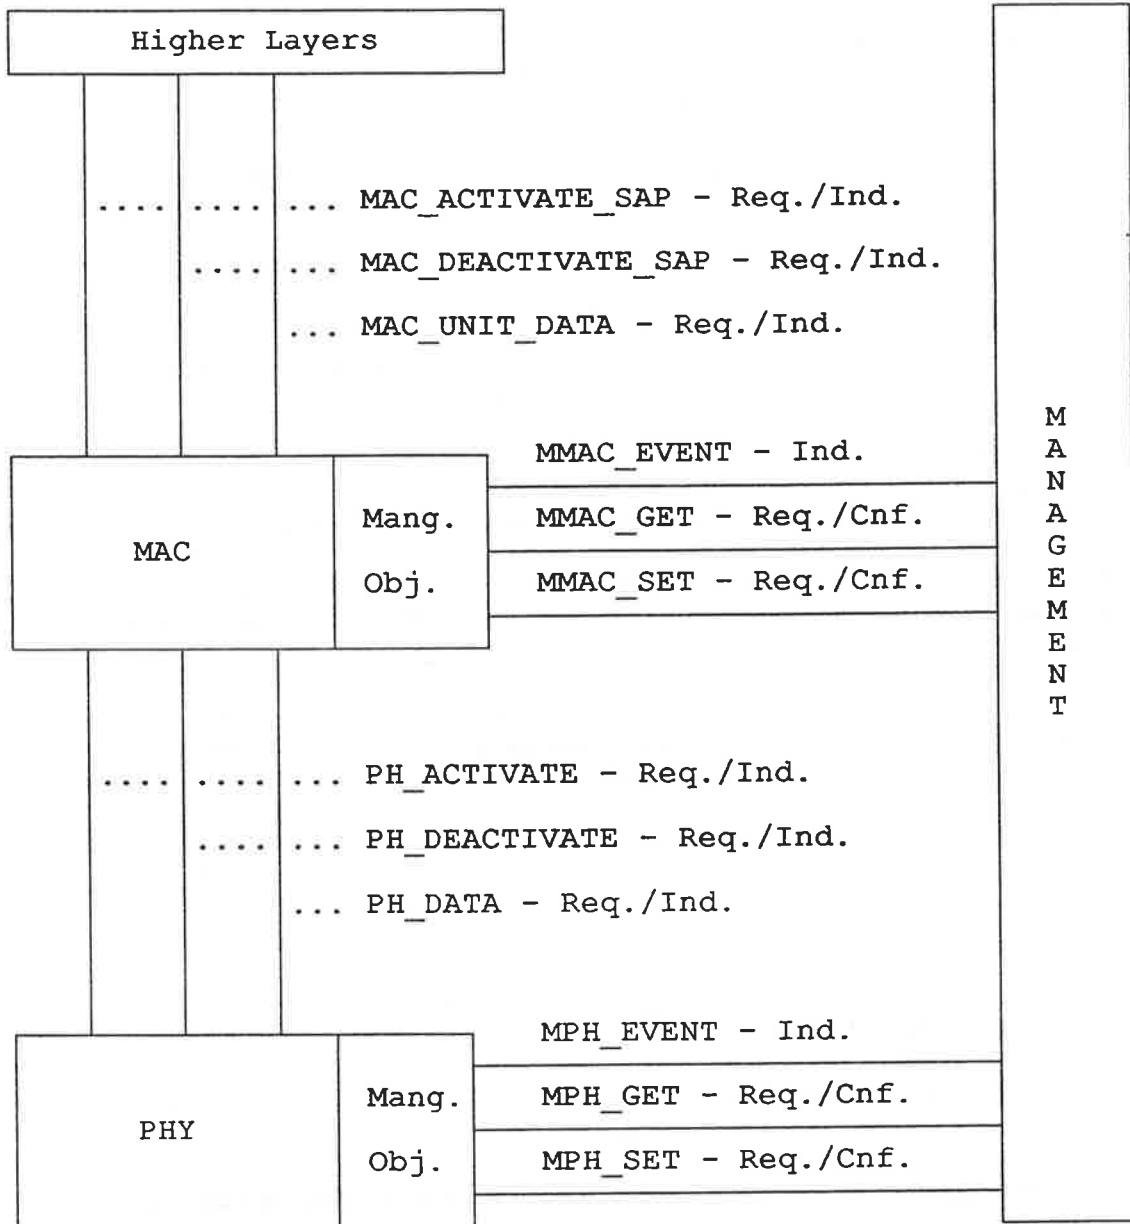 Higher Layers
.... .... ... MAC_ACTIVATE_SAP - Req./Ind.
.... ... MAC_DEACTIVATE_SAP - Req./Ind.
... MAC_UNIT_DATA - Req./Ind.
MMAC_EVENT - Ind.
Mang. MMAC_GET - Req./Cnf.
MAC
Obj. MMAC_SET - Req./Cnf.
MANAGEMENT
.... .... ... PH_ACTIVATE - Req./Ind.
.... ... PH_DEACTIVATE - Req./Ind.
... PH_DATA - Req./Ind.
MPH_EVENT - Ind.
Mang. MPH_GET - Req./Cnf.
PHY
Obj. MPH_SET - Req./Cnf.